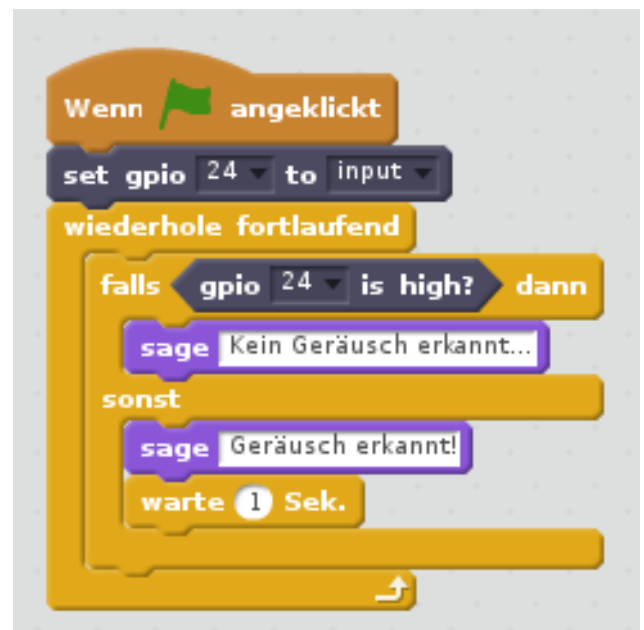 Wenn angeklickt
set gpio 24 to input
wiederhole fortlaufend
falls gpio 24 is high? dann
sage Kein Geräusch erkannt...
sonst
sage Geräusch erkannt!
warte 1 Sek.